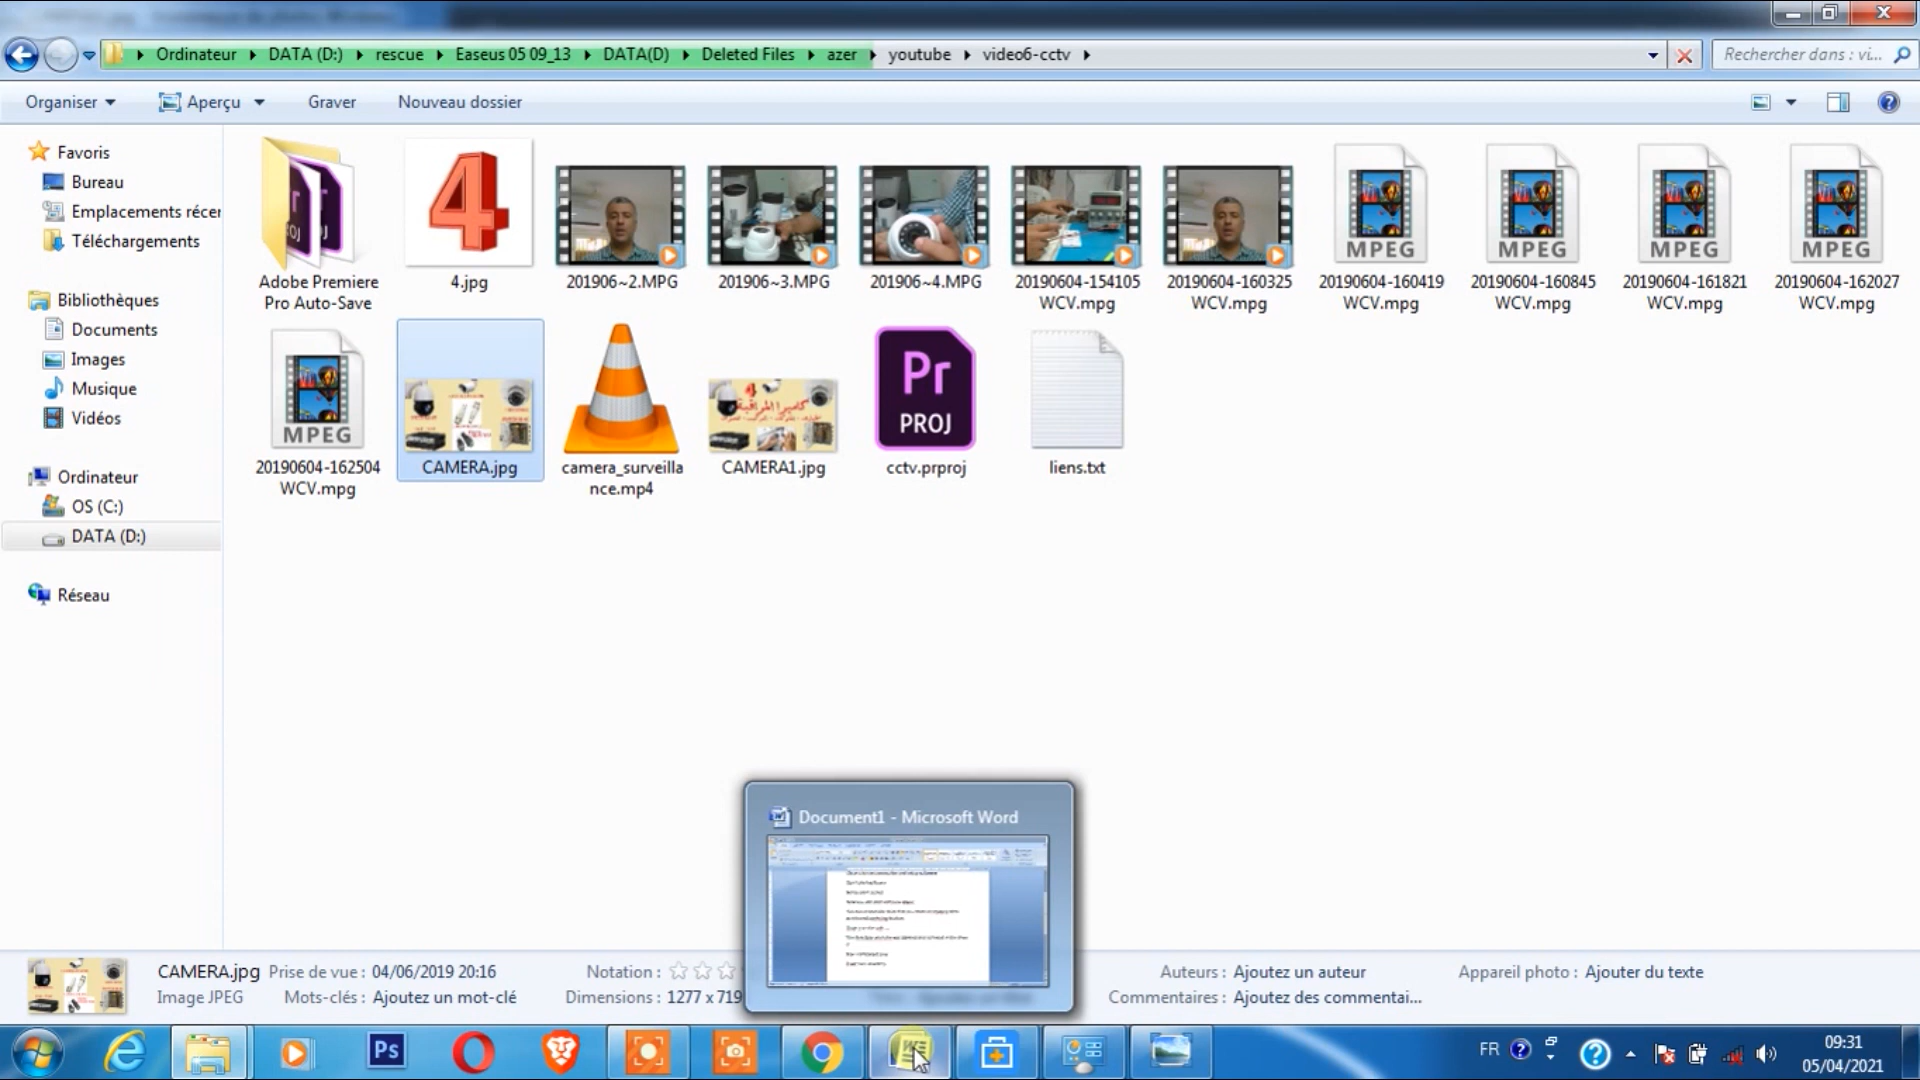 Ordinateur DATA (D:) rescue Easeus 05 09_13 DATA(D) Deleted Files azer youtube video6-cctv
Rechercher dans : vi...
Organiser Aperçu Graver Nouveau dossier
Favoris
Bureau
Emplacements récer
Téléchargements
Bibliothèques
Documents
Images
Musique
Vidéos
Ordinateur
OS (C:)
DATA (D:)
Réseau
Adobe Premiere
Pro Auto-Save
4
4.jpg
201906~2.MPG
201906~3.MPG
201906~4.MPG
20190604-154105
WCV.mpg
20190604-160325
WCV.mpg
MPEG
20190604-160419
WCV.mpg
MPEG
20190604-160845
WCV.mpg
MPEG
20190604-161821
WCV.mpg
MPEG
20190604-162027
WCV.mpg
MPEG
20190604-162504
WCV.mpg
CAMERA.jpg
camera_surveilla
nce.mp4
كاميرا المراقبة
CAMERA1.jpg
Pr
PROJ
cctv.prproj
liens.txt
Document1 - Microsoft Word
CAMERA.jpg Prise de vue : 04/06/2019 20:16 Notation : Auteurs : Ajoutez un auteur Appareil photo : Ajouter du texte
Image JPEG Mots-clés : Ajoutez un mot-clé Dimensions : 1277 x 719 Commentaires : Ajoutez des commentai...
Ps
FR
09:31
05/04/2021